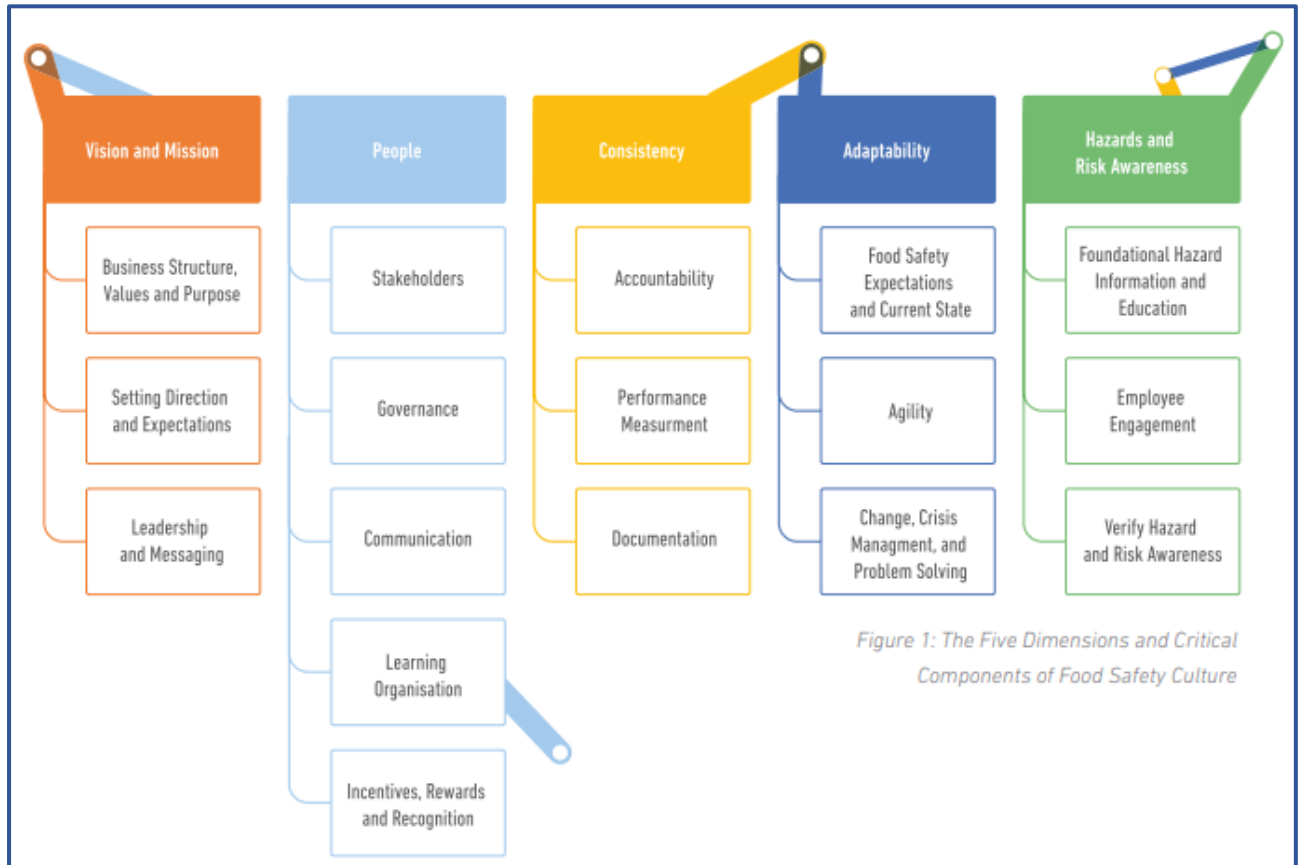 Vision and Mission
Business Structure,
Values and Purpose
Setting Direction
and Expectations
Leadership
and Messaging
People
Stakeholders
Governance
Communication
Learning
Organisation
Incentives, Rewards
and Recognition
Consistency
Accountability
Performance
Measurment
Documentation
Adaptability
Food Safety
Expectations
and Current State
Agility
Change, Crisis
Managment, and
Problem Solving
Hazards and
Risk Awareness
Foundational Hazard
Information and
Education
Employee
Engagement
Verify Hazard
and Risk Awareness
Figure 1: The Five Dimensions and Critical
Components of Food Safety Culture